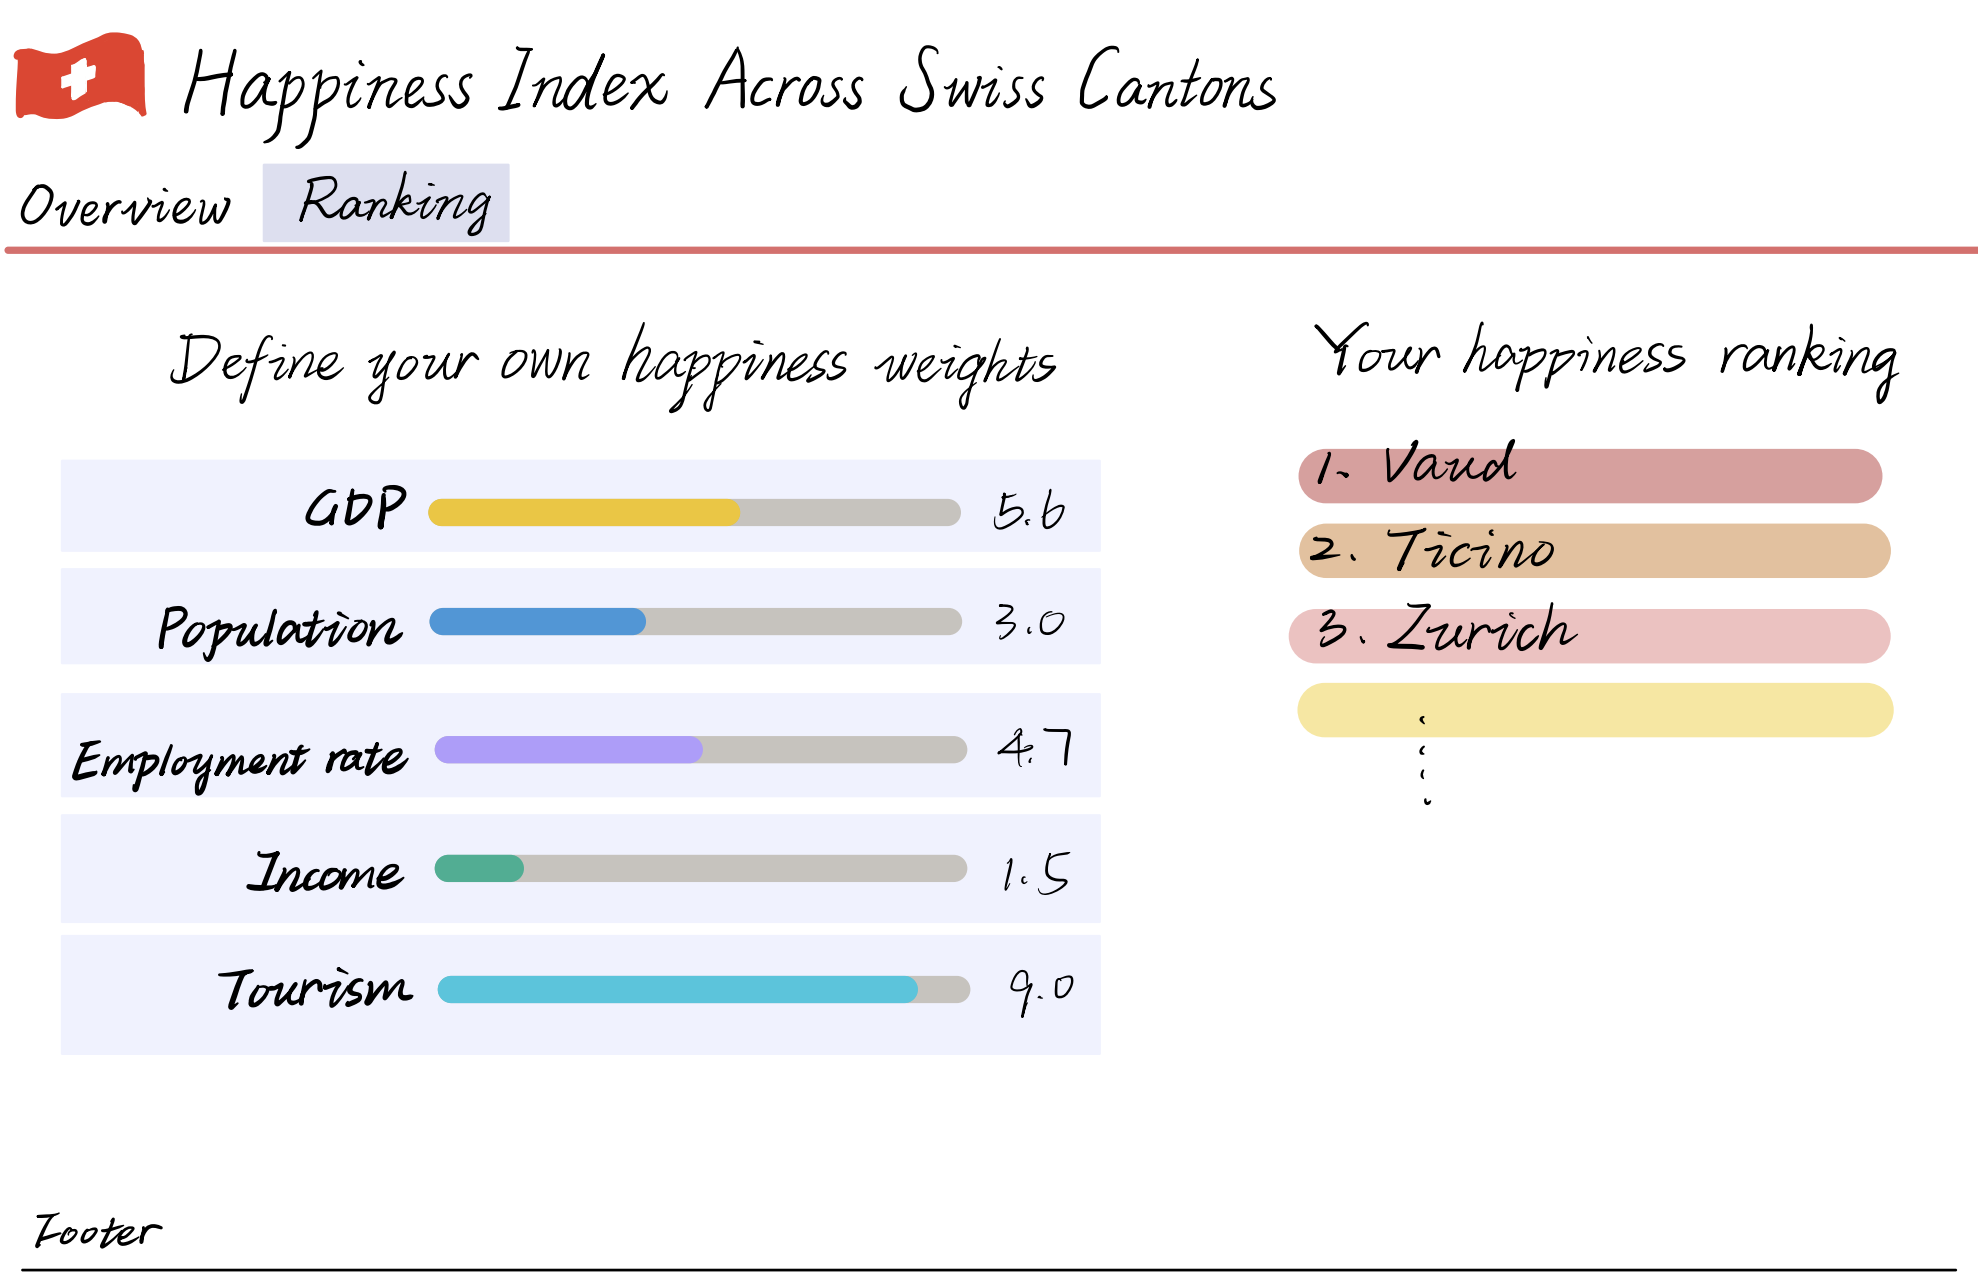 Happiness Index Across Swiss Cantons
Overview Ranking
Define your own happiness weights
GDP 5.6
Population 3.0
Employment rate 4.7
Income 1.5
Tourism 9.0
Your happiness ranking
1. Vaud
2. Ticino
3. Zurich
Footer